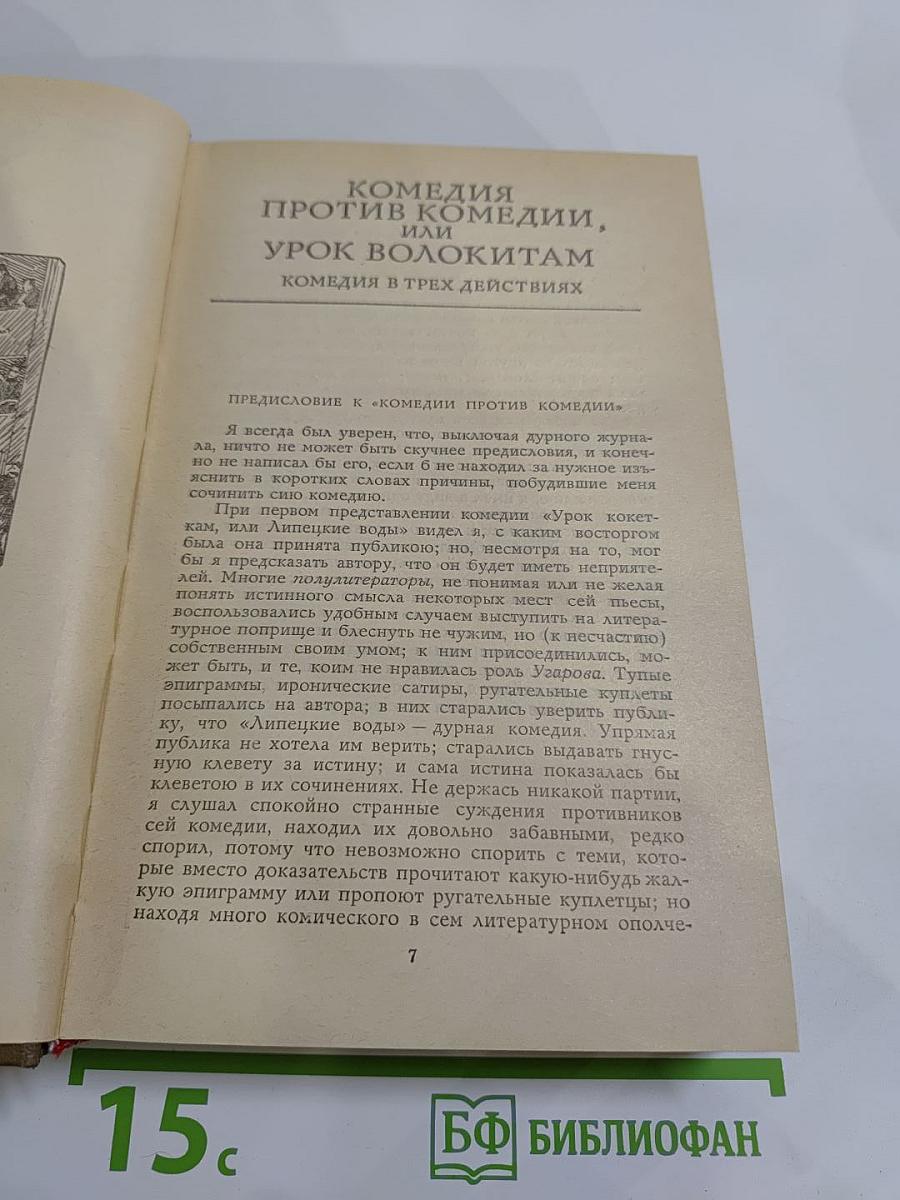 КОМЕДИЯ
ПРОТИВ КОМЕДИИ,
ИЛИ
УРОК ВОЛОКИТАМ
КОМЕДИЯ В ТРЕХ ДЕЙСТВИЯХ
ПРЕДИСЛОВИЕ К «КОМЕДИИ ПРОТИВ КОМЕДИИ»
Я всегда был уверен, что, выключая дурного журна-
ла, ничто не может быть скучнее предисловия, и конеч-
но не написал бы его, если б не находил за нужное изъ-
яснить в коротких словах причины, побудившие меня
сочинить сию комедию.
При первом представлении комедии «Урок кокет-
кам, или Липецкие воды» видел я, с каким восторгом
была она принята публикою; но, несмотря на то, мог
бы я предсказать автору, что он будет иметь неприяте-
лей. Многие полулитераторы, не понимая или не желая
понять истинного смысла некоторых мест сей пьесы,
воспользовались удобным случаем выступить на литера-
турное поприще и блеснуть не чужим, но (к несчастию)
собственным своим умом; к ним присоединились, мо-
жет быть, и те, коим не нравилась роль Угарова. Тупые
эпиграммы, иронические сатиры, ругательные куплеты
посыпались на автора; в них старались уверить публи-
ку, что «Липецкие воды» — дурная комедия. Упрямая
публика не хотела им верить; старались выдавать гнус-
ную клевету за истину; и сама истина показалась бы
клеветою в их сочинениях. Не держась никакой партии,
я слушал спокойно странные суждения противников
сей комедии, находил их довольно забавными, редко
спорил, потому что невозможно спорить с теми, кото-
рые вместо доказательств прочитают какую-нибудь жал-
кую эпиграмму или пропоют ругательные куплетцы; но
находя много комического в сем литературном ополче-
7
15 с
БФ БИБЛИОФАН